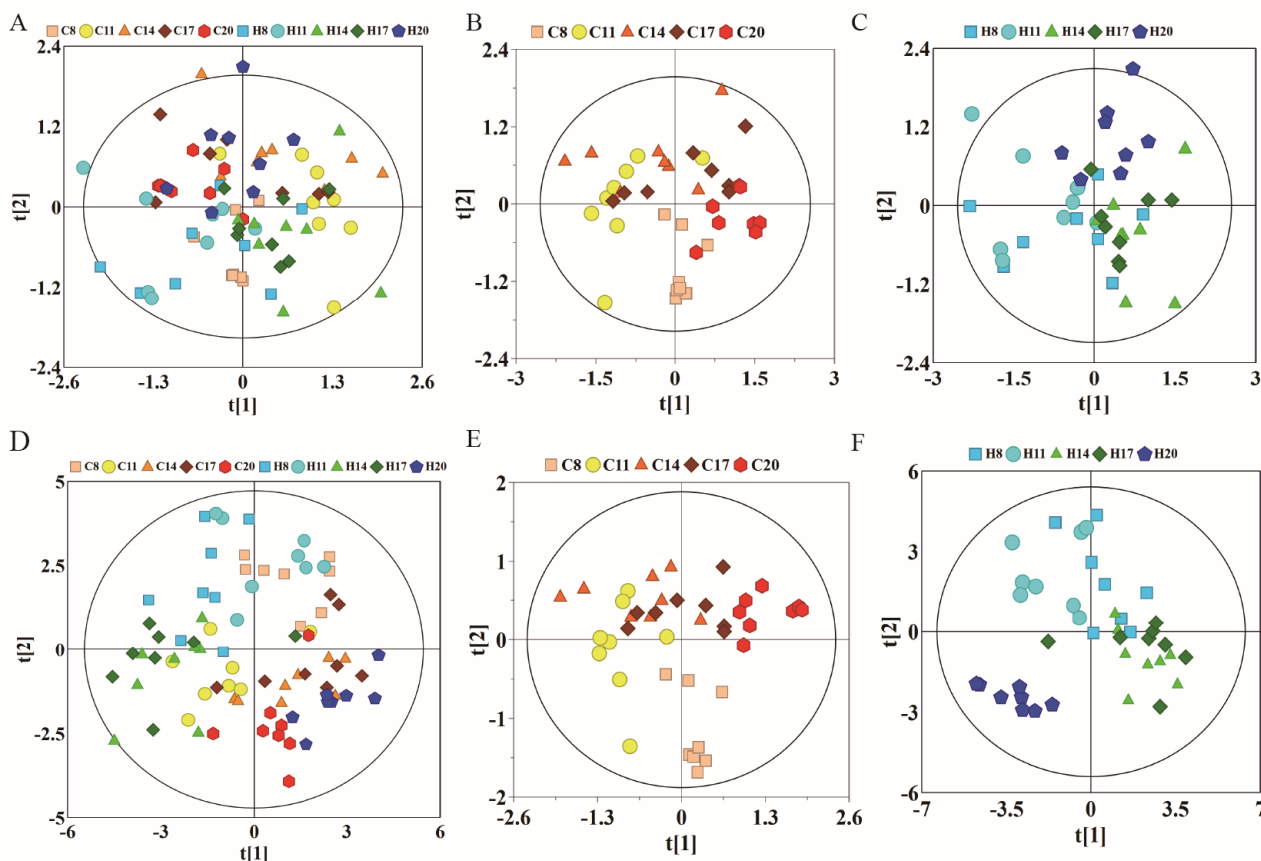 A
C8 C11 C14 C17 C20 H8 H11 H14 H17 H20
2.4
1.2
0
-1.2
-2.4
t[2]
-2.6 -1.3 0 1.3 2.6
t[1]
B
C8 C11 C14 C17 C20
2.4
1.2
0
-1.2
-2.4
t[2]
-3 -1.5 0 1.5 3
t[1]
C
H8 H11 H14 H17 H20
2.4
1.2
0
-1.2
-2.4
t[2]
-3 -1.5 0 1.5 3
t[1]
D
C8 C11 C14 C17 C20 H8 H11 H14 H17 H20
5
2.5
0
-2.5
-5
t[2]
-6 -3 0 3 6
t[1]
E
C8 C11 C14 C17 C20
2
1
0
-1
-2
t[2]
-2.6 -1.3 0 1.3 2.6
t[1]
F
H8 H11 H14 H17 H20
6
3
0
-3
-6
t[2]
-7 -3.5 0 3.5 7
t[1]